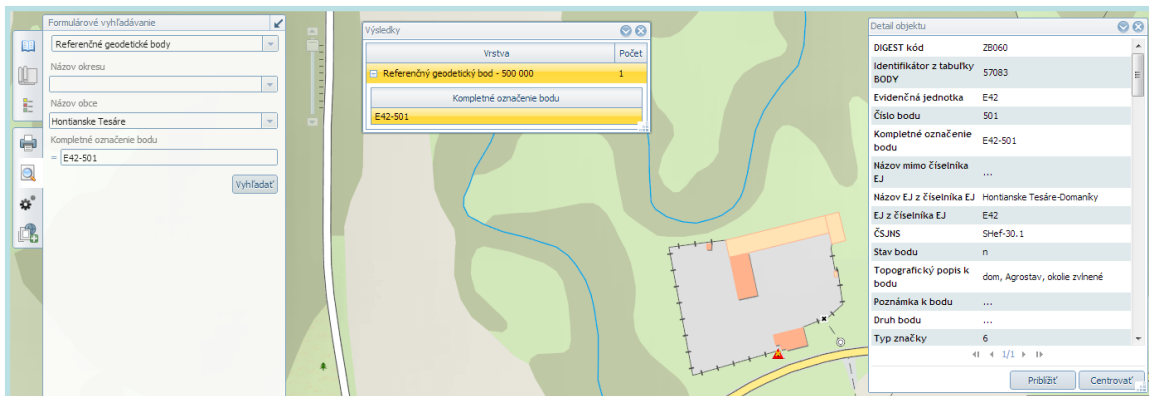 Formulárové vyhľadávanie
Referenčné geodetické body
Názov okresu
Názov obce
Hontianske Tesáre
Kompletné označenie bodu
= E42-501
Vyhľadať
Výsledky
Vrstva Počet
Referenčný geodetický bod - 500 000 1
Kompletné označenie bodu
E42-501
Detail objektu
DIGEST kód ZB060
Identifikátor z tabuľky
BODY 57083
Evidenčná jednotka E42
Číslo bodu 501
Kompletné označenie
bodu E42-501
Názov mimo číselníka
EJ ...
Názov EJ z číselníka EJ Hontianske Tesáre-Domaníky
EJ z číselníka EJ E42
ČSJNS SHef-30.1
Stav bodu n
Topografický popis k
bodu dom, Agrostav, okolie zvlnené
Poznámka k bodu ...
Druh bodu ...
Typ značky 6
1/1
Priblížiť Centrovať